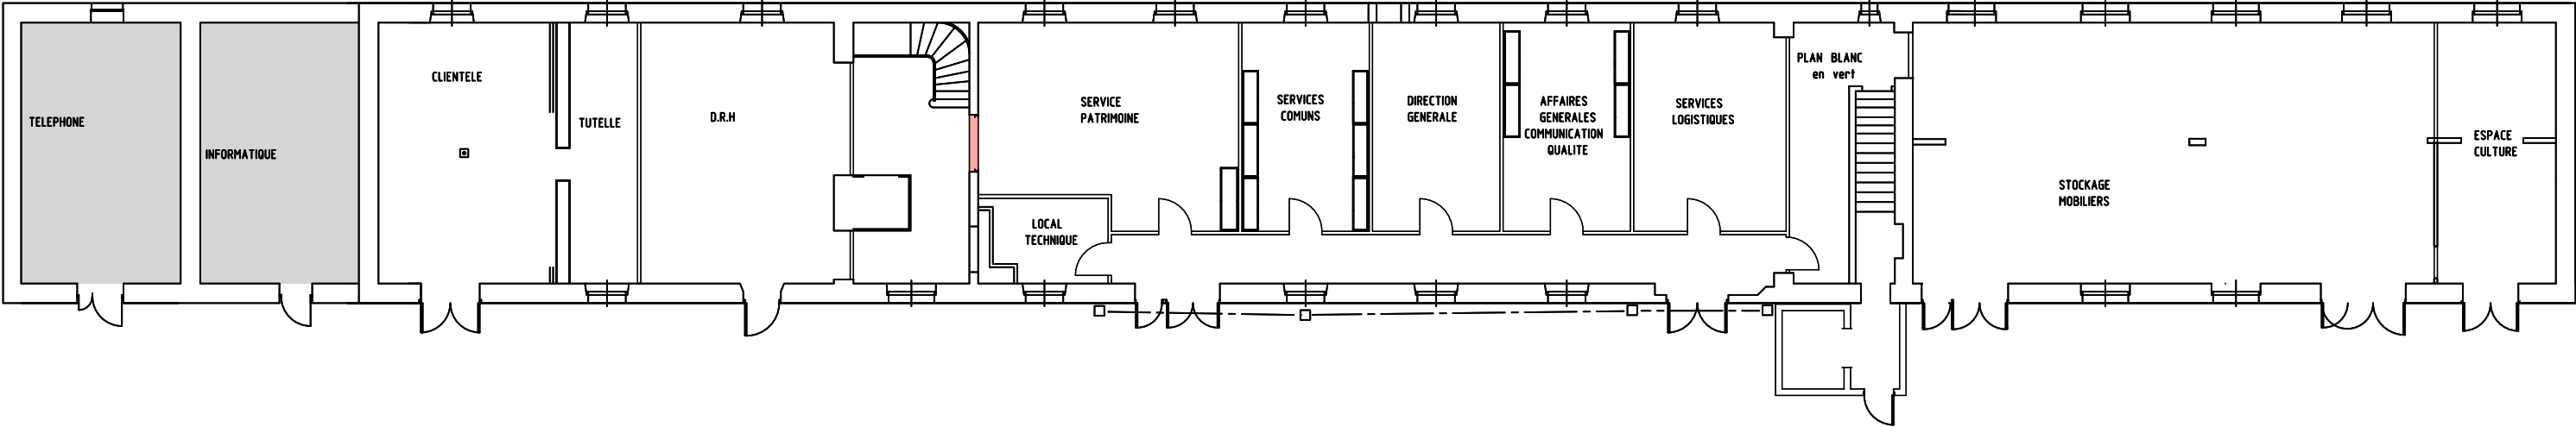 TELEPHONE
INFORMATIQUE
CLIENTELE
TUTELLE
D.R.H
SERVICE
PATRIMOINE
LOCAL
TECHNIQUE
SERVICES
COMUNS
DIRECTION
GENERALE
AFFAIRES
GENERALES
COMMUNICATION
QUALITE
SERVICES
LOGISTIQUES
PLAN BLANC
en vert
STOCKAGE
MOBILIERS
ESPACE
CULTURE